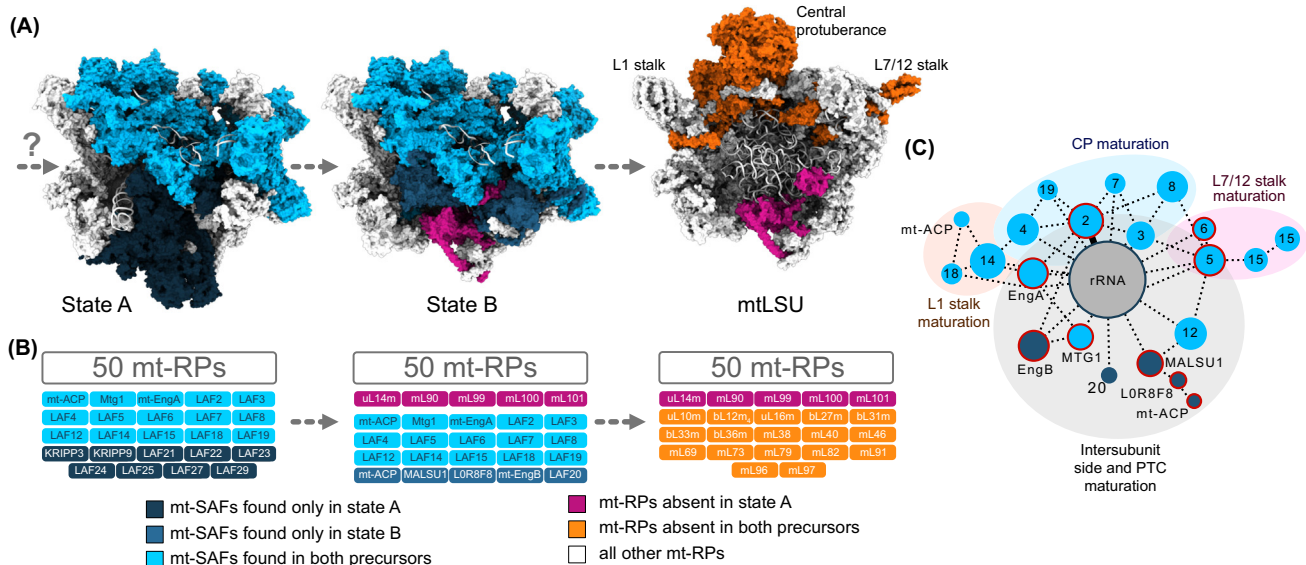 (A)
Central
protuberance
L1 stalk
L7/12 stalk
?
State A
State B
mtLSU
(B)
50 mt-RPs
mt-ACP Mtg1 mt-EngA LAF2 LAF3
LAF4 LAF5 LAF6 LAF7 LAF8
LAF12 LAF14 LAF15 LAF18 LAF19
KRIPP3 KRIPP9 LAF21 LAF22 LAF23
LAF24 LAF25 LAF27 LAF29
50 mt-RPs
uL14m mL90 mL99 mL100 mL101
mt-ACP Mtg1 mt-EngA LAF2 LAF3
LAF4 LAF5 LAF6 LAF7 LAF8
LAF12 LAF14 LAF15 LAF18 LAF19
mt-ACP MALSU1 L0R8F8 mt-EngB LAF20
50 mt-RPs
uL14m mL90 mL99 mL100 mL101
uL10m bL12m uL16m bL27m bL31m
bL33m bL36m mL38 mL40 mL46
mL69 mL73 mL79 mL82 mL91
mL96 mL97
mt-SAFs found only in state A
mt-SAFs found only in state B
mt-SAFs found in both precursors
mt-RPs absent in state A
mt-RPs absent in both precursors
all other mt-RPs
(C)
CP maturation
L7/12 stalk
maturation
19
7
8
4
2
3
6
mt-ACP
14
18
5
15
15
EngA
rRNA
L1 stalk
maturation
12
EngB
MTG1
20
MALSU1
L0R8F8
mt-ACP
Intersubunit
side and PTC
maturation